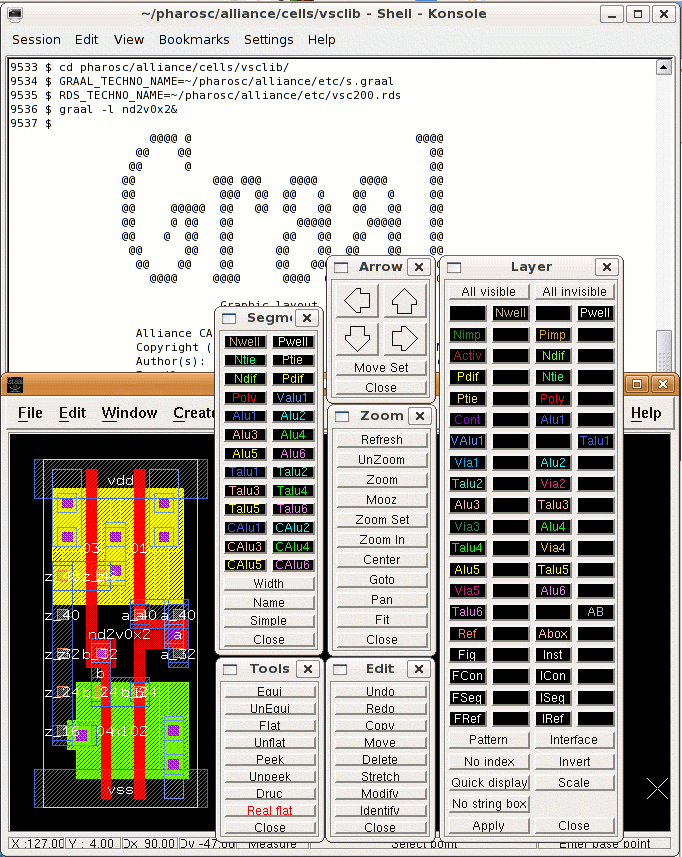 ~/pharosc/alliance/cells/vsclib - Shell - Konsole
Session Edit View Bookmarks Settings Help
9533 $ cd pharosc/alliance/cells/vsclib/
9534 $ GRAAL_TECHNO_NAME=~/pharosc/alliance/etc/s.graal
9535 $ RDS_TECHNO_NAME=~/pharosc/alliance/etc/vsc200.rds
9536 $ graal -l nd2v0x2&
9537 $
Graal
Graphic layout
Alliance CA
Copyright (
Author(s):
Arrow
Move Set
Close
Layer
All visible All invisible
Nwell Pwell
Nimp Pimp
Activ Ndif
Pdif Ntie
Ptie Poly
Cont Alu1
VAlu1 Talu1
Via1 Alu2
Talu2 Via2
Alu3 Talu3
Via3 Alu4
Talu4 Via4
Alu5 Talu5
Via5 Alu6
Talu6 AB
Ref Abox
Fig Inst
FCon ICon
FSeg ISeg
FRef IRef
Pattern Interface
No index Invert
Quick display Scale
No string box
Apply Close
Segm
Nwell Pwell
Ntie Ptie
Ndif Pdif
Poly Valu1
Alu1 Alu2
Alu3 Alu4
Alu5 Alu6
Talu1 Talu2
Talu3 Talu4
Talu5 Talu6
CAlu1 CAlu2
CAlu3 CAlu4
CAlu5 CAlu6
Width
Name
Simple
Close
Zoom
Refresh
UnZoom
Zoom
Mooz
Zoom Set
Zoom In
Center
Goto
Pan
Fit
Close
File Edit Window Create Help
vdd
z_40 a_40 a_40
nd2v0x2 a
z_32 b_32 a_32
b
z_24 b_24 b_24
z_16
vss
Tools
Equi
UnEqui
Flat
Unflat
Peek
Unpeek
Druc
Real flat
Close
Edit
Undo
Redo
Copy
Move
Delete
Stretch
Modify
Identify
Close
X :127.00 Y : 4.00 Dx 90.00 Dy -47.00 Measure Select point Enter base point